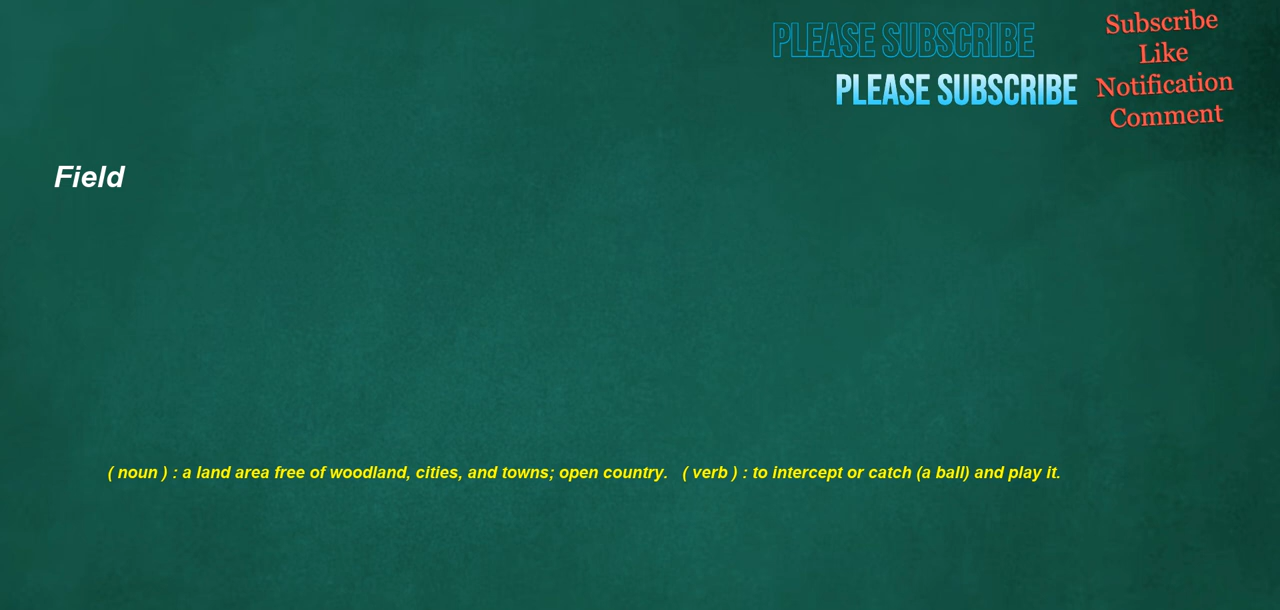 PLEASE SUBSCRIBE
PLEASE SUBSCRIBE
Subscribe
Like
Notification
Comment
Field
( noun ) : a land area free of woodland, cities, and towns; open country. ( verb ) : to intercept or catch (a ball) and play it.